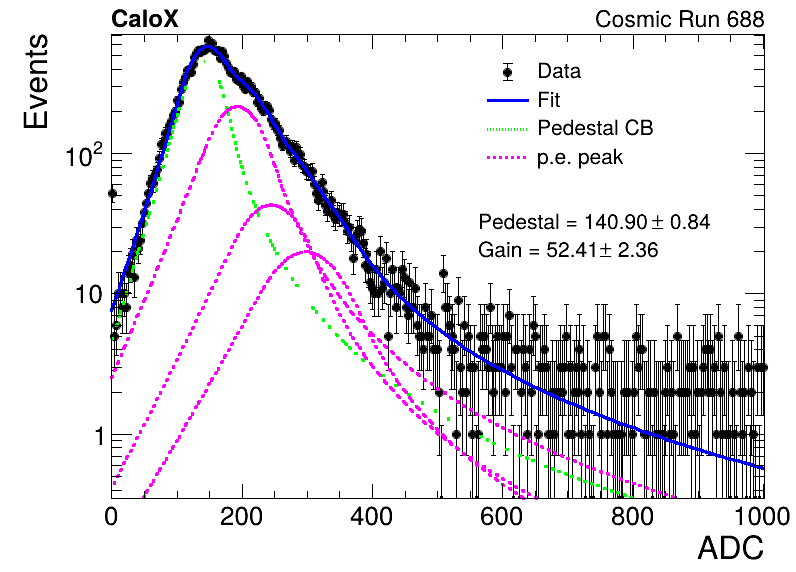 CaloX Cosmic Run 688
Events
Data
Fit
Pedestal CB
p.e. peak
Pedestal = 140.90 ± 0.84
Gain = 52.41 ± 2.36
10²
10
1
0 200 400 600 800 1000
ADC